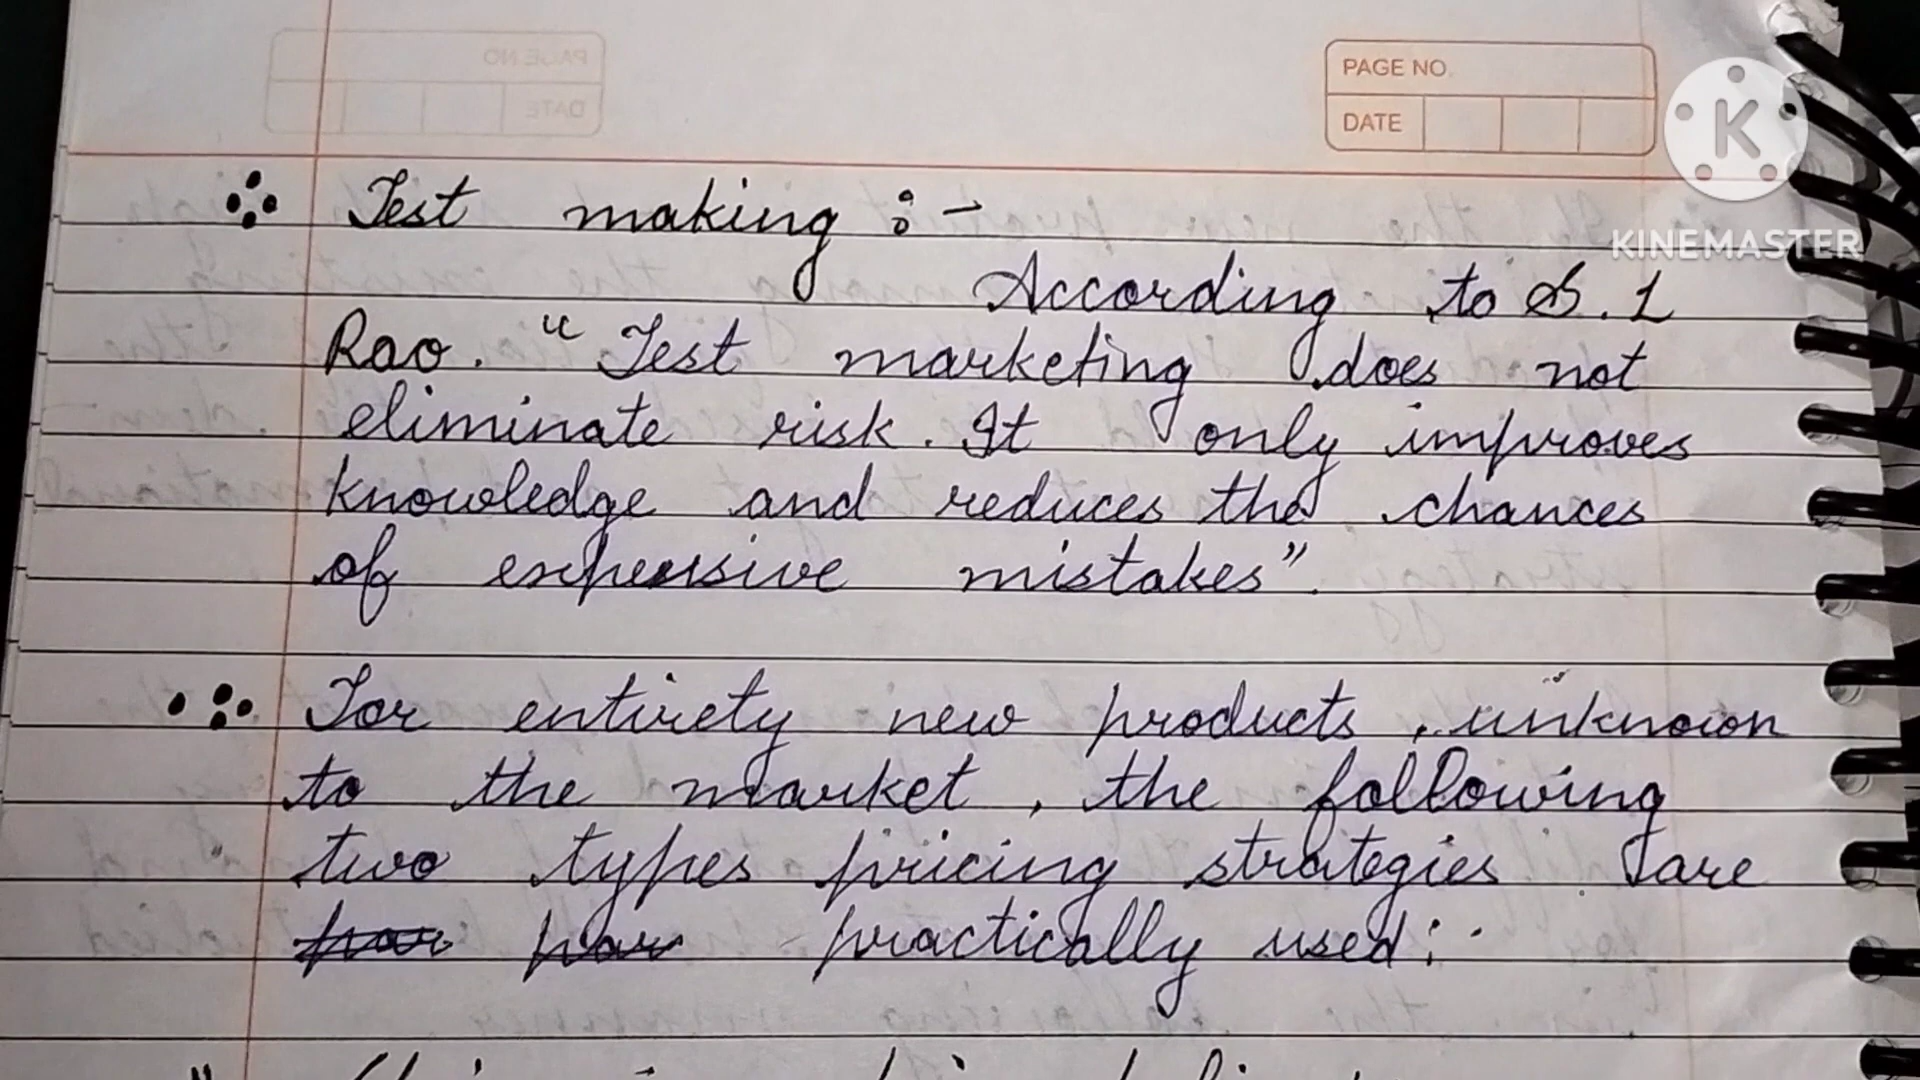 PAGE NO.
DATE
KINEMASTER
Test making :-
According to S. L
Rao. "Test marketing does not
eliminate risk. It only improves
knowledge and reduces the chances
of expensive mistakes".
For entirety new products, unknown
to the market, the following
two types pricing strategies are
practically used:-